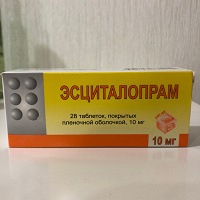 ЭСЦИТАЛОПРАМ
28 таблеток, покрытых
пленочной оболочкой, 10 мг
10 мг